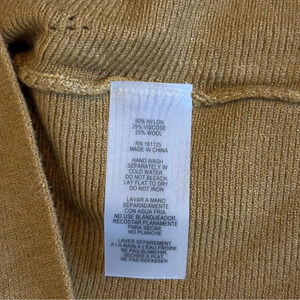 50% NYLON
25% VISCOSE
25% WOOL
RN 161125
MADE IN CHINA
HAND WASH
SEPARATELY IN
COLD WATER.
DO NOT BLEACH.
LAY FLAT TO DRY.
DO NOT IRON
LAVAR A MANO
SEPARADAMENTE
CON AGUA FRIA.
NO USE BLANQUEADOR.
RECOSTAR PLANAMENTE
PARA SECAR.
NO PLANCHE
LAVER SEPAREMENT
A LA MAIN A L'EAU FROIDE.
NE PAS BLANCHIR.
SECHER A PLAT.
NE PAS REPASSER